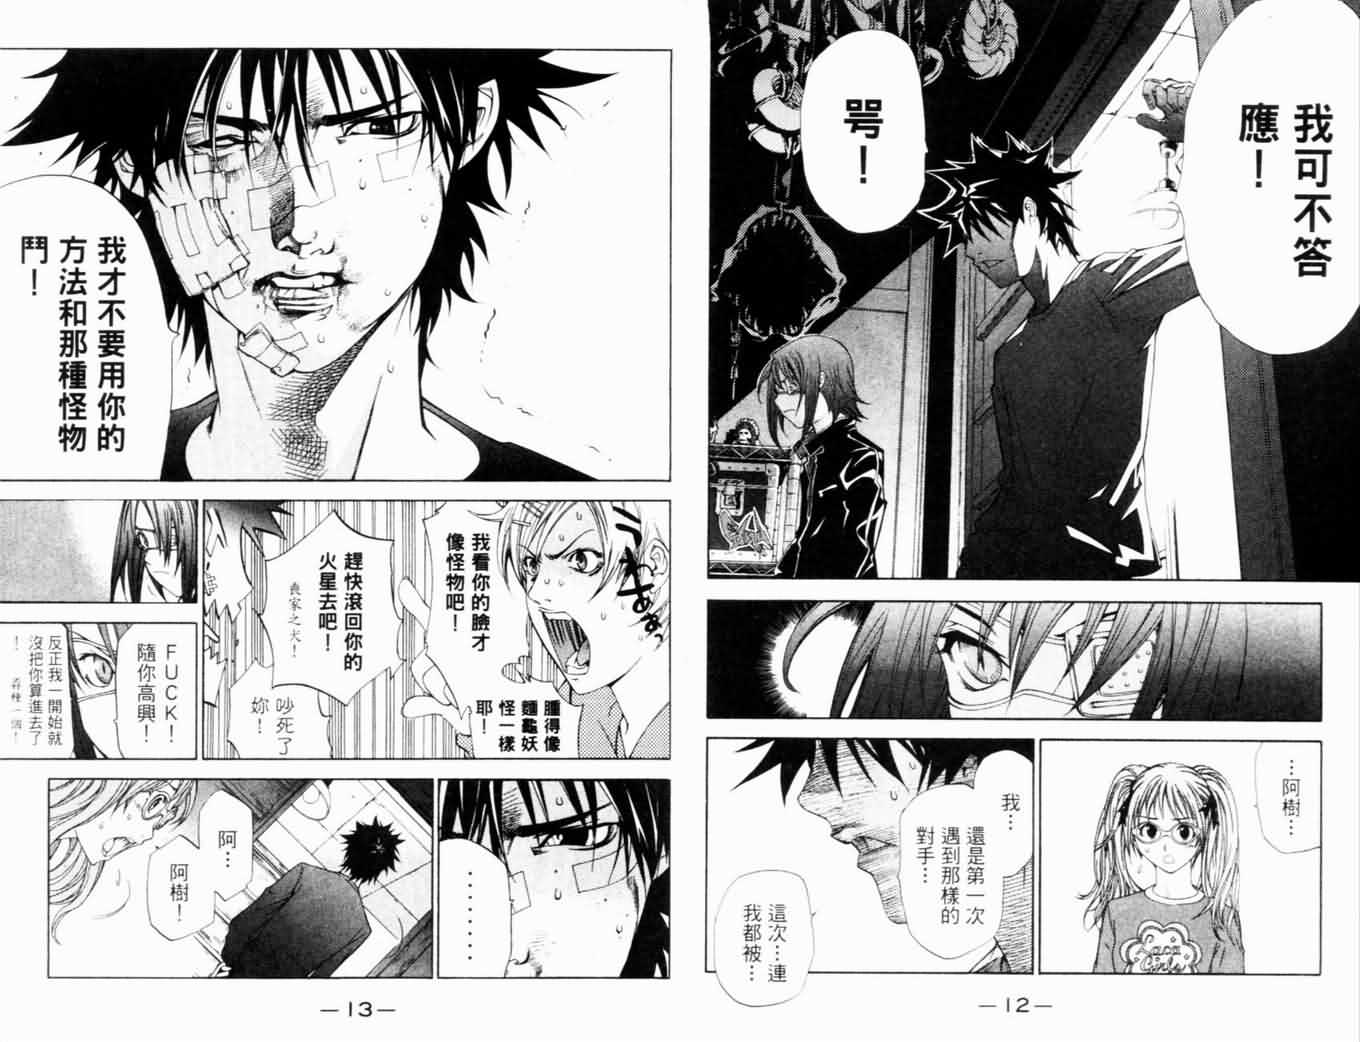 我可不答
應！
咢！
…阿樹…
我…
還是第一次
遇到那樣的
對手…
這次…連
我都被…
—12—
我才不要用你的
方法和那種怪物
鬥！
我看你的臉才
像怪物吧！
腫得像
麵龜妖
怪一樣
耶！
趕快滾回你的
火星去吧！
喪家之犬！
吵死了
妳！
FUCK！
隨你高興！
反正我一開始就
沒把你算進去了
！
………
阿…
阿樹！
—13—